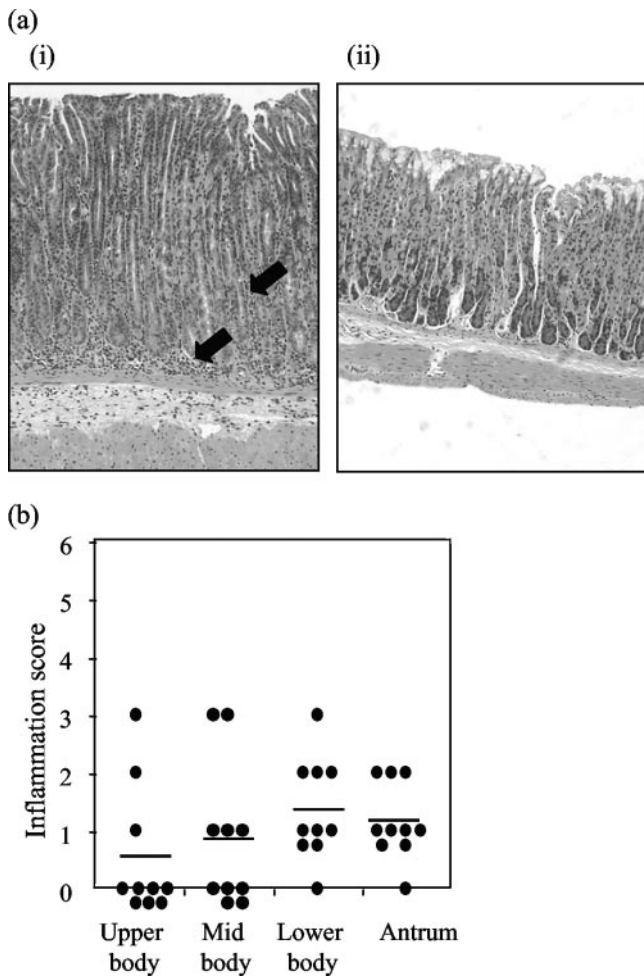 (a)
(i) (ii)
(b)
6
5
4
3
2
1
0
Inflammation score
Upper body
Mid body
Lower body
Antrum